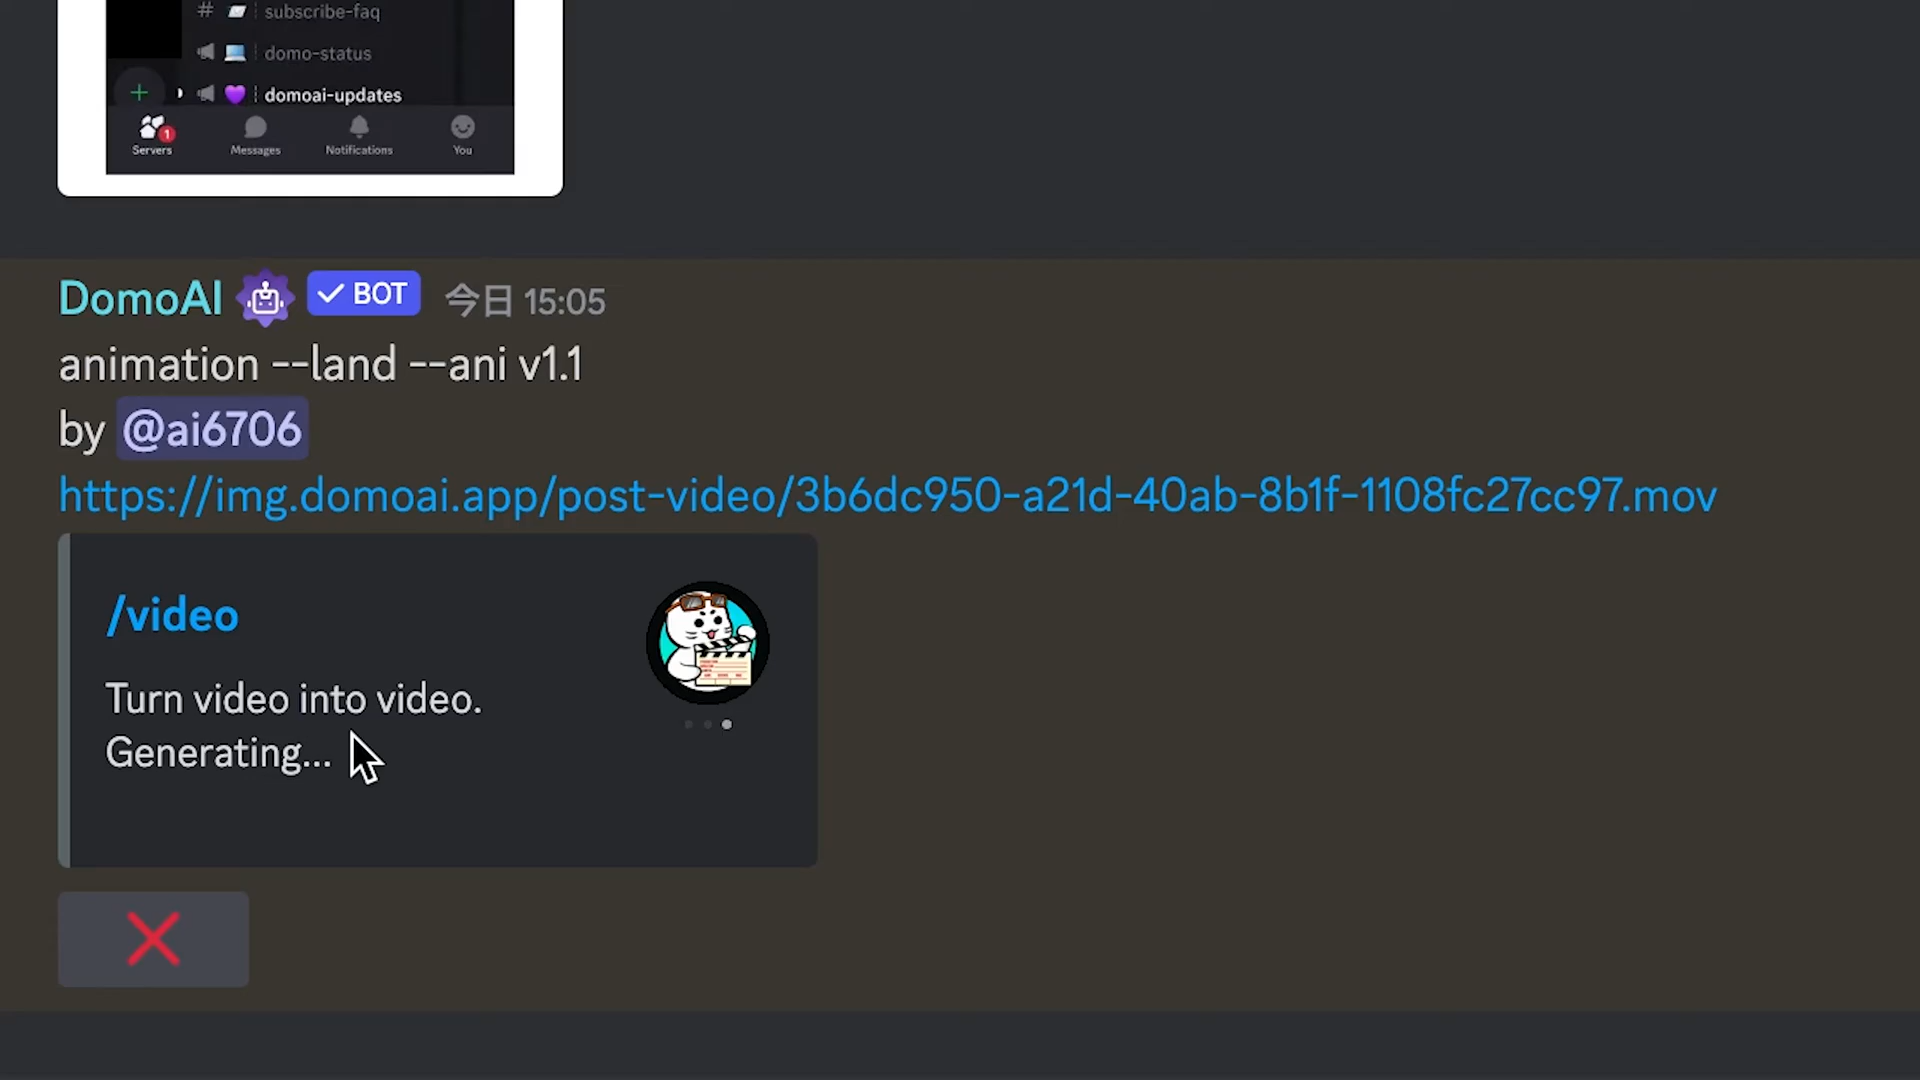 # subscribe-faq
domo-status
domoai-updates
1
Servers
Messages
Notifications
You
DomoAI BOT 今日 15:05
animation --land --ani v1.1
by @ai6706
https://img.domoai.app/post-video/3b6dc950-a21d-40ab-8b1f-1108fc27cc97.mov
/video
Turn video into video.
Generating...